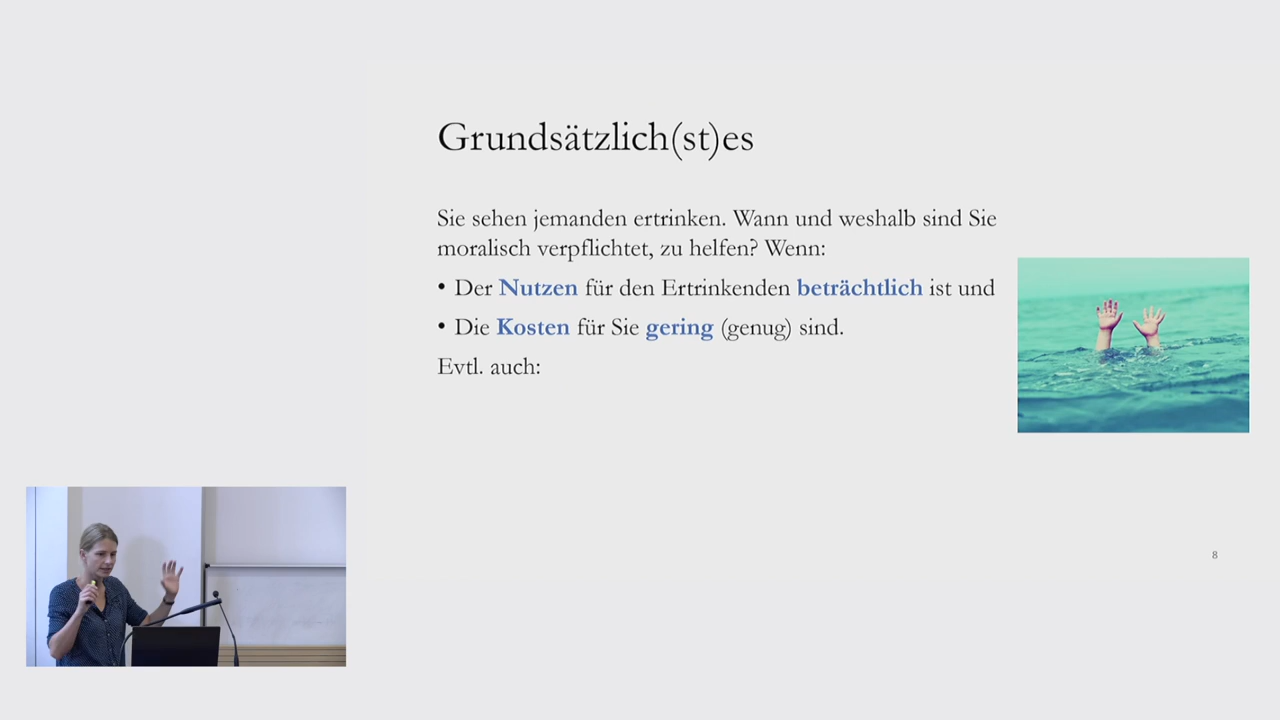 Grundsätzlich(st)es
Sie sehen jemanden ertrinken. Wann und weshalb sind Sie
moralisch verpflichtet, zu helfen? Wenn:
• Der Nutzen für den Ertrinkenden beträchtlich ist und
• Die Kosten für Sie gering (genug) sind.
Evtl. auch:
8